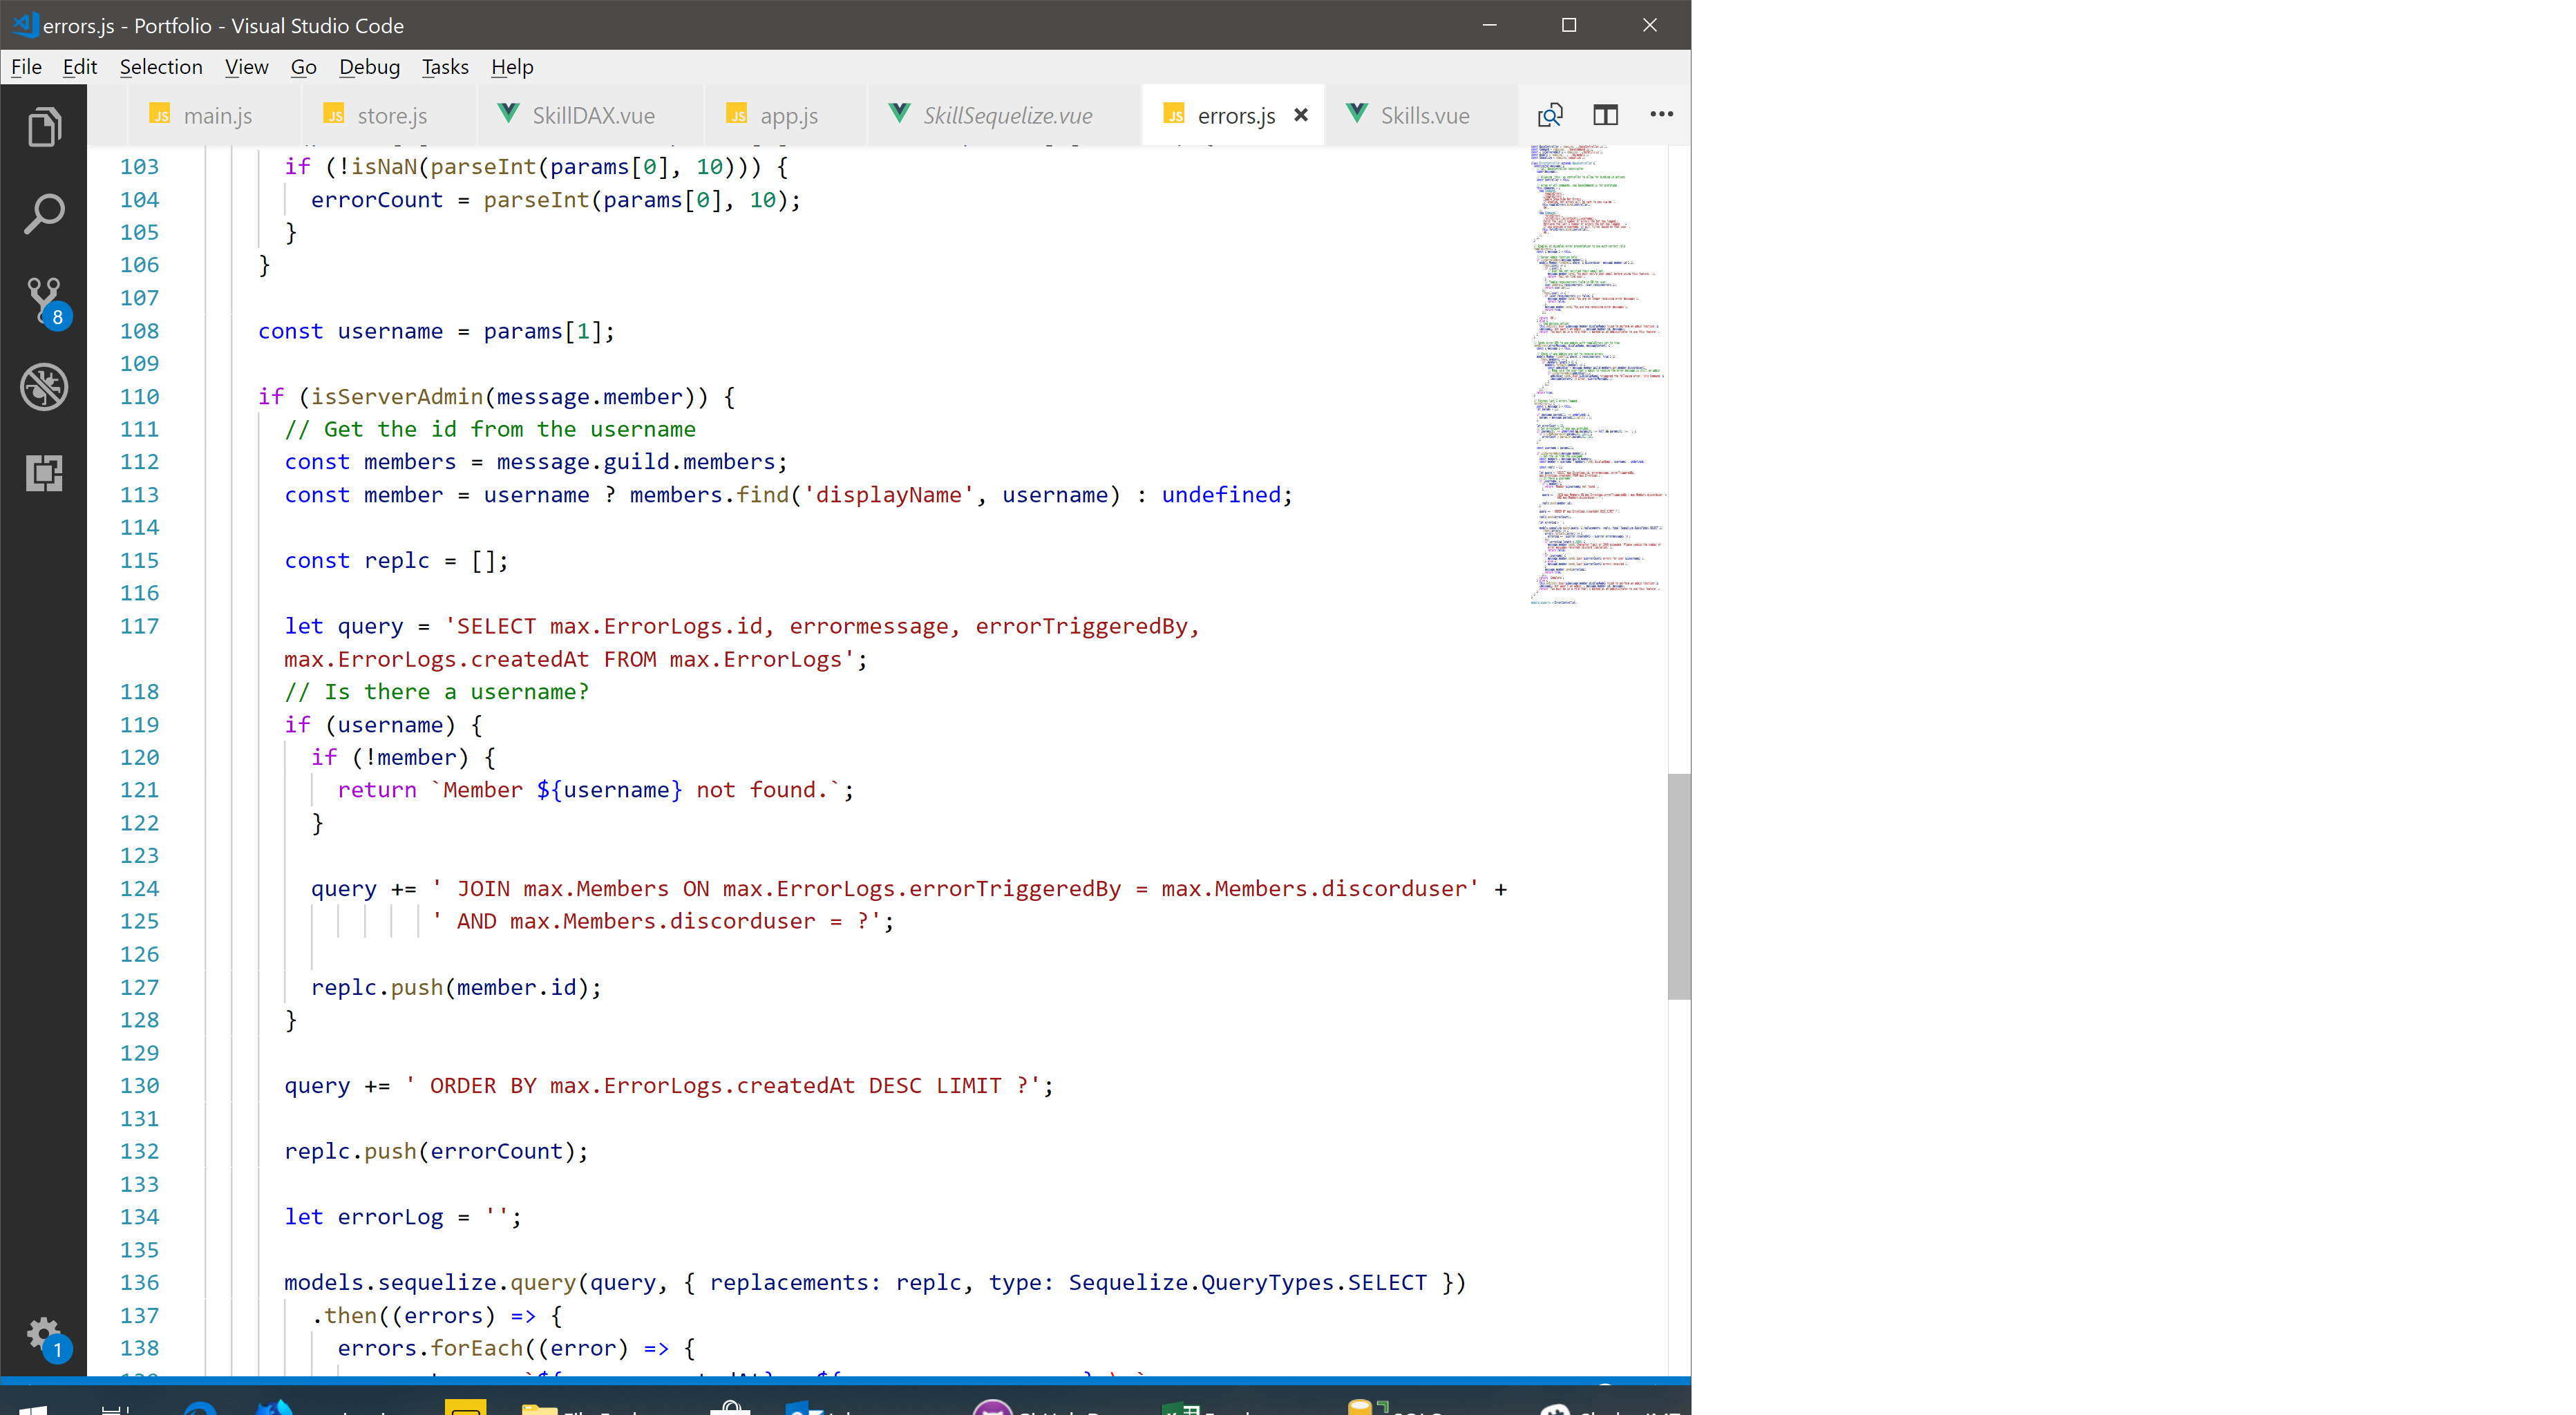 errors.js - Portfolio - Visual Studio Code
File Edit Selection View Go Debug Tasks Help
JS main.js JS store.js SkillDAX.vue JS app.js SkillSequelize.vue JS errors.js Skills.vue
103 if (!isNaN(parseInt(params[0], 10))) {
104 errorCount = parseInt(params[0], 10);
105 }
106 }
107
108 const username = params[1];
109
110 if (isServerAdmin(message.member)) {
111 // Get the id from the username
112 const members = message.guild.members;
113 const member = username ? members.find('displayName', username) : undefined;
114
115 const replc = [];
116
117 let query = 'SELECT max.ErrorLogs.id, errormessage, errorTriggeredBy,
max.ErrorLogs.createdAt FROM max.ErrorLogs';
118 // Is there a username?
119 if (username) {
120 if (!member) {
121 return `Member ${username} not found.`;
122 }
123
124 query += ' JOIN max.Members ON max.ErrorLogs.errorTriggeredBy = max.Members.discorduser' +
125 ' AND max.Members.discorduser = ?';
126
127 replc.push(member.id);
128 }
129
130 query += ' ORDER BY max.ErrorLogs.createdAt DESC LIMIT ?';
131
132 replc.push(errorCount);
133
134 let errorLog = '';
135
136 models.sequelize.query(query, { replacements: replc, type: Sequelize.QueryTypes.SELECT })
137 .then((errors) => {
138 errors.forEach((error) => {
8
1